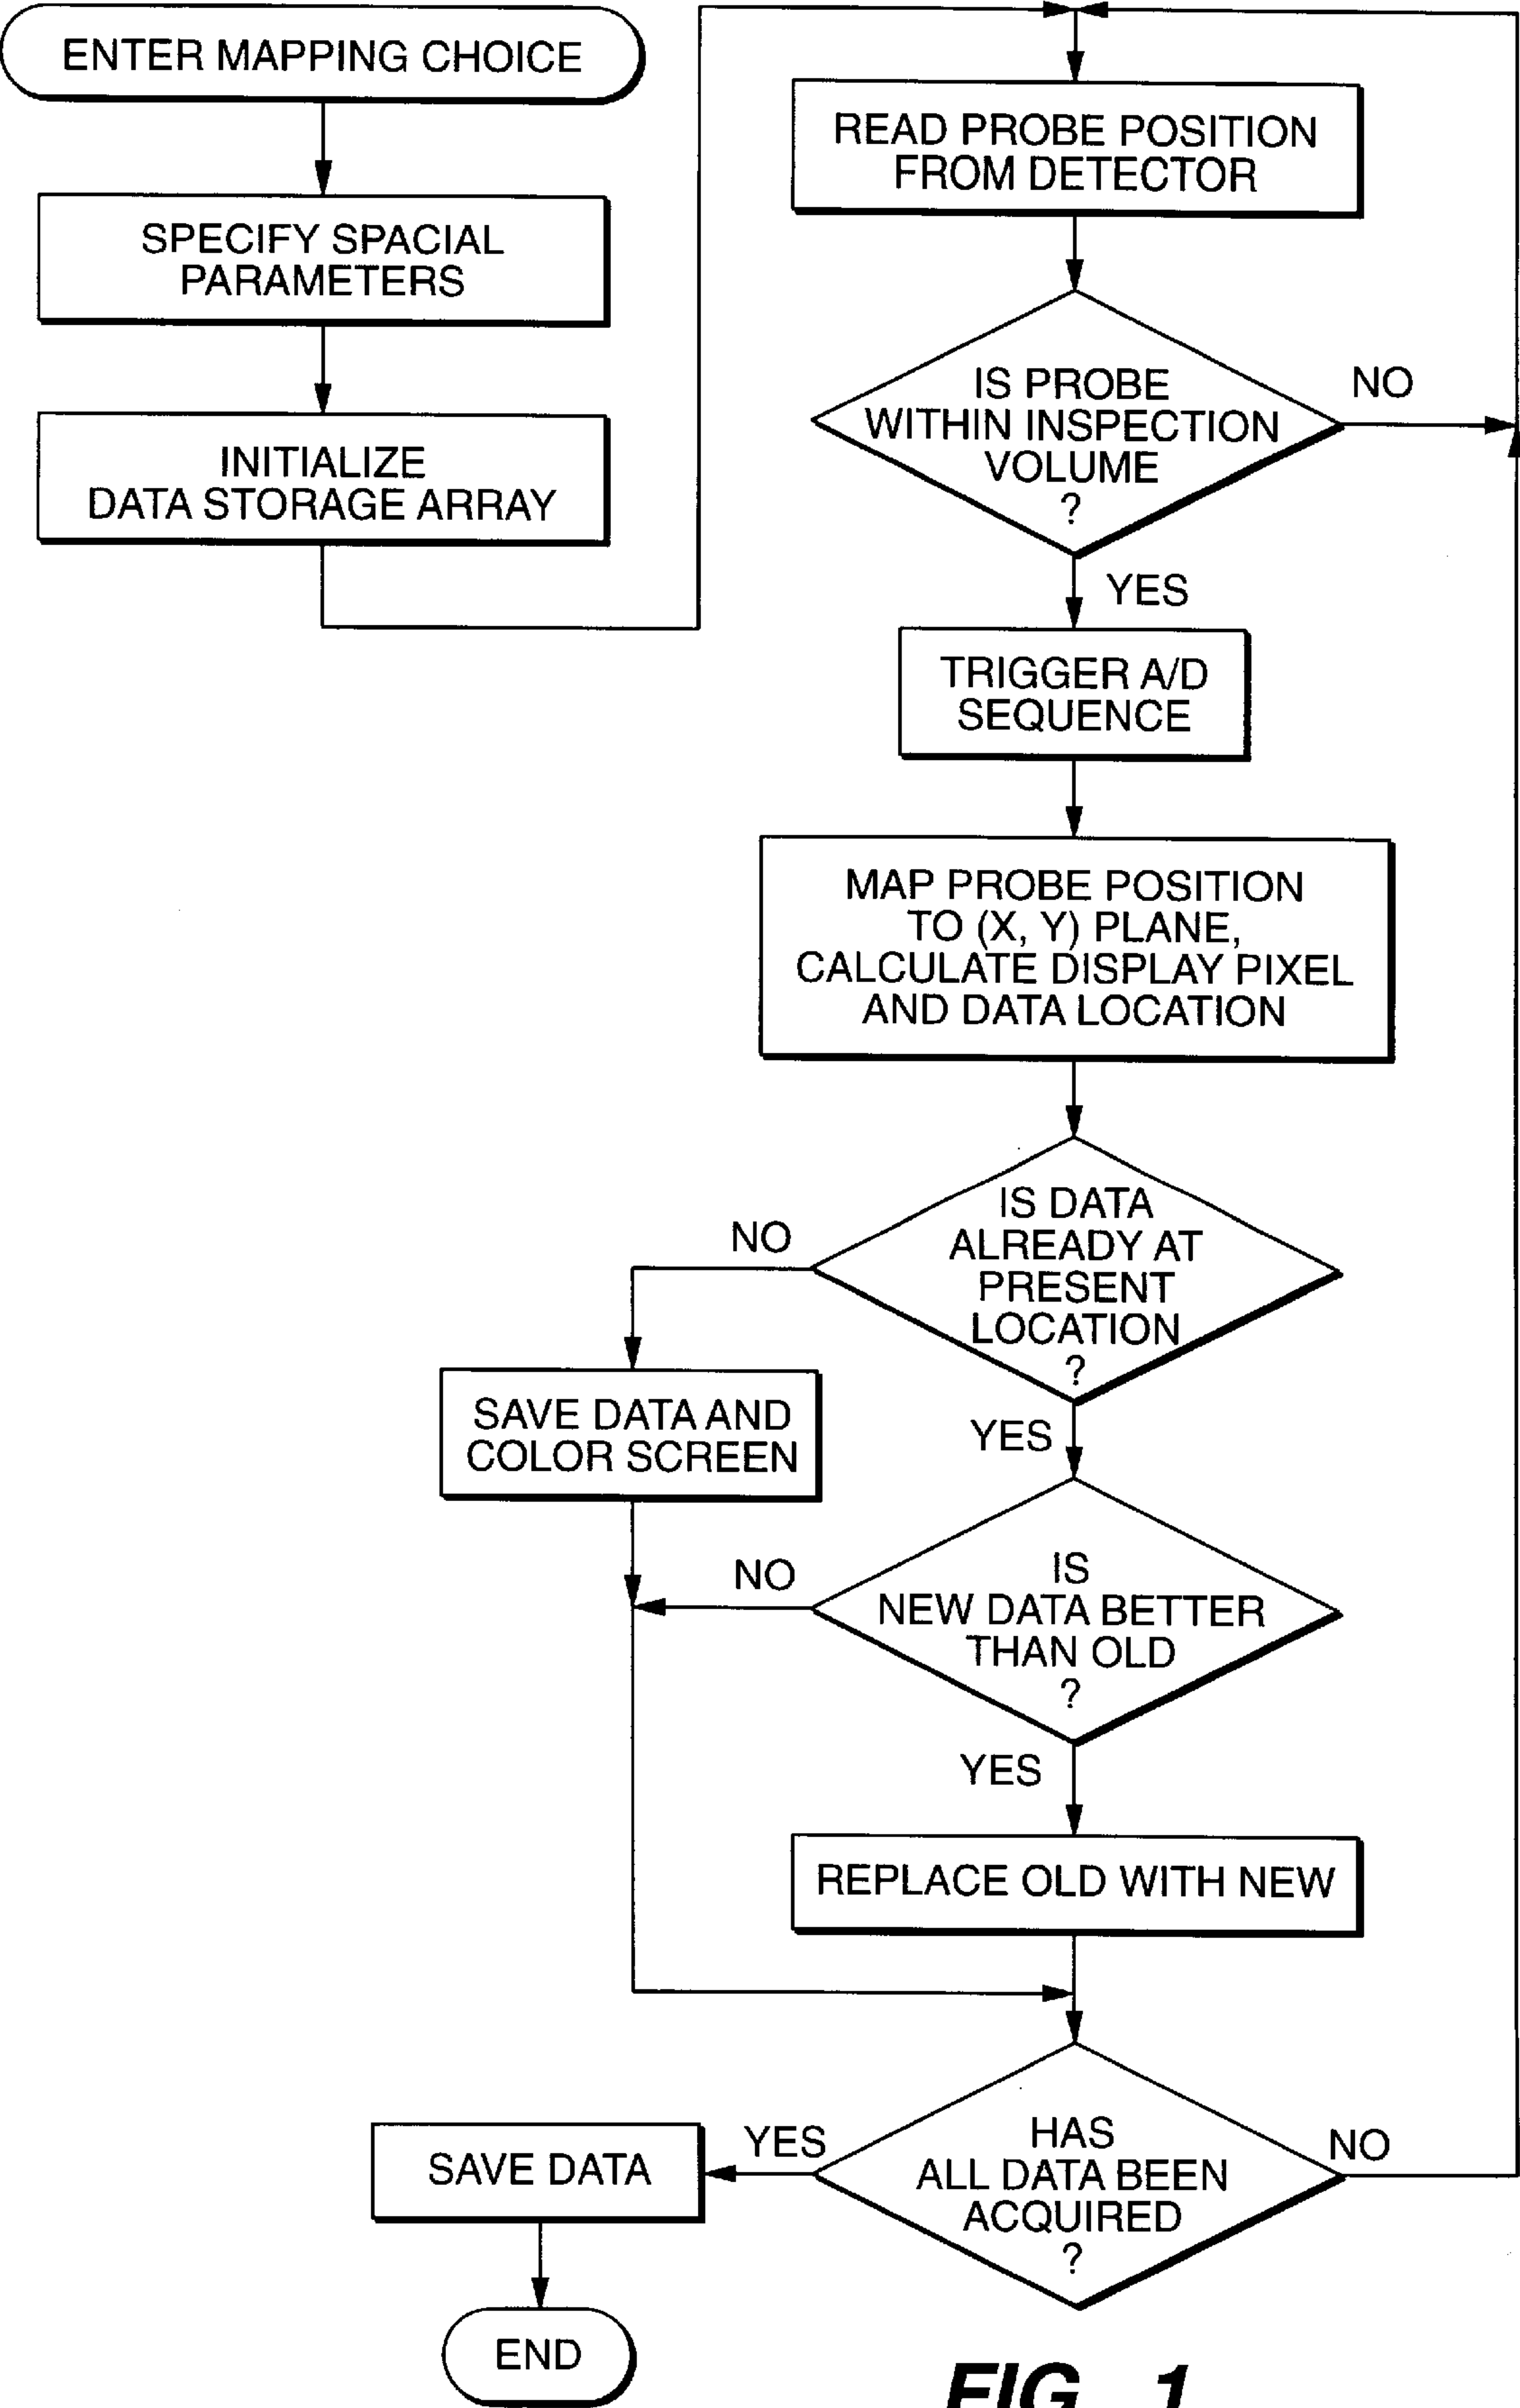 ENTER MAPPING CHOICE
SPECIFY SPACIAL
PARAMETERS
INITIALIZE
DATA STORAGE ARRAY
READ PROBE POSITION
FROM DETECTOR
IS PROBE
WITHIN INSPECTION
VOLUME
?
NO
YES
TRIGGER A/D
SEQUENCE
MAP PROBE POSITION
TO (X, Y) PLANE,
CALCULATE DISPLAY PIXEL
AND DATA LOCATION
IS DATA
ALREADY AT
PRESENT
LOCATION
?
NO
SAVE DATA AND
COLOR SCREEN
YES
IS
NEW DATA BETTER
THAN OLD
?
NO
YES
REPLACE OLD WITH NEW
HAS
ALL DATA BEEN
ACQUIRED
?
YES
NO
SAVE DATA
END
FIG. 1